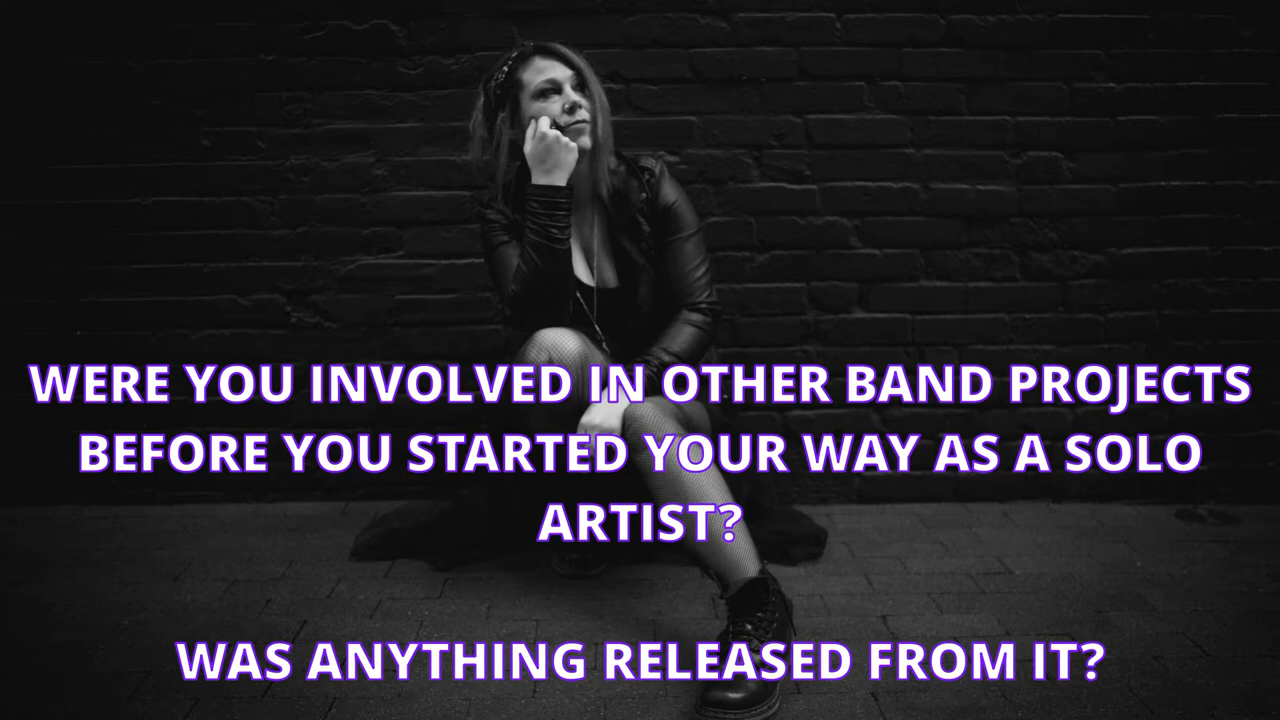 WERE YOU INVOLVED IN OTHER BAND PROJECTS
BEFORE YOU STARTED YOUR WAY AS A SOLO
ARTIST?
WAS ANYTHING RELEASED FROM IT?